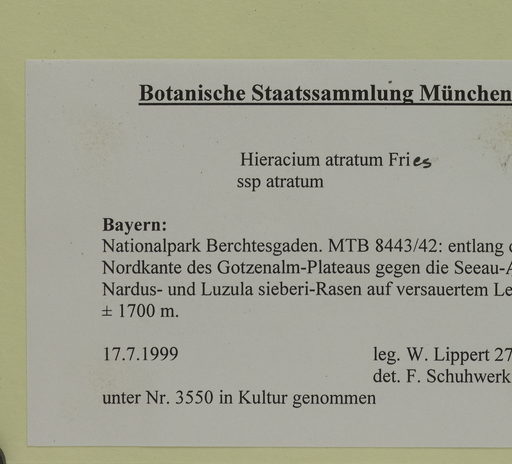 Botanische Staatssammlung München
Hieracium atratum Fries
ssp atratum
Bayern:
Nationalpark Berchtesgaden. MTB 8443/42: entlang
Nordkante des Gotzenalm-Plateaus gegen die Seeau-
Nardus- und Luzula sieberi-Rasen auf versauertem
± 1700 m.
17.7.1999 leg. W. Lippert 27
det. F. Schuhwerk
unter Nr. 3550 in Kultur genommen